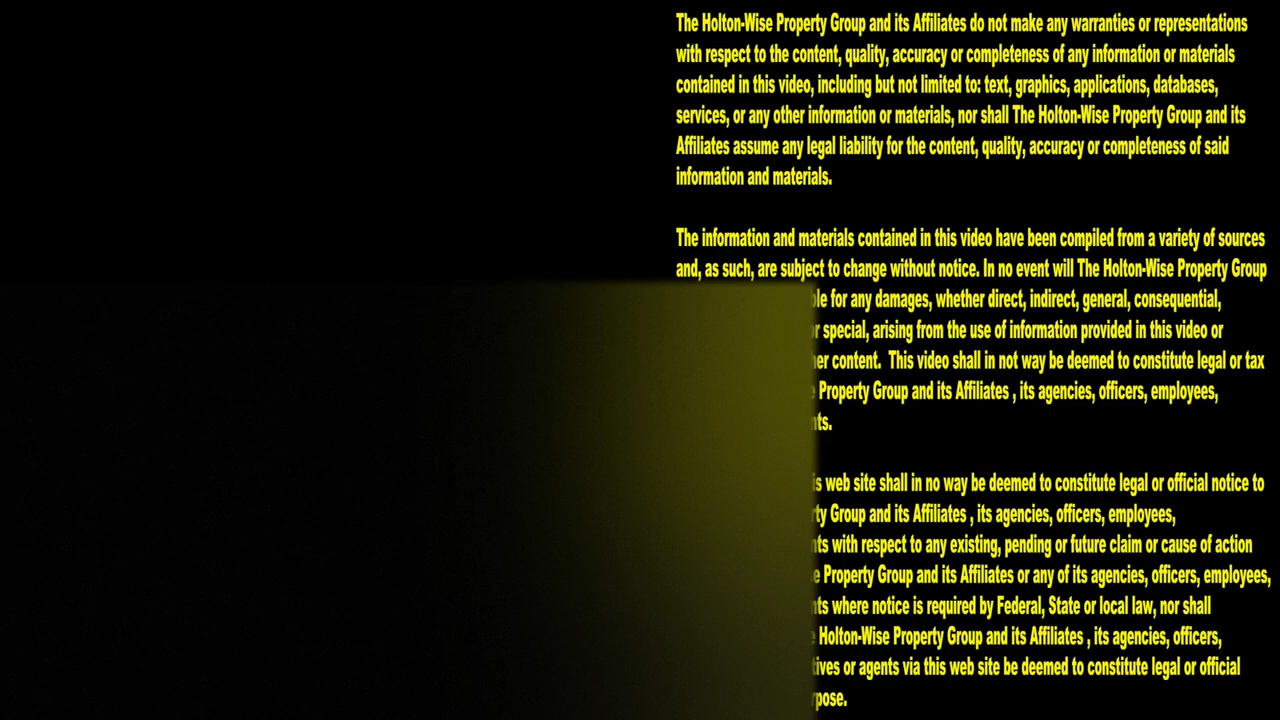 The Holton-Wise Property Group and its Affiliates do not make any warranties or representations
with respect to the content, quality, accuracy or completeness of any information or materials
contained in this video, including but not limited to: text, graphics, applications, databases,
services, or any other information or materials, nor shall The Holton-Wise Property Group and its
Affiliates assume any legal liability for the content, quality, accuracy or completeness of said
information and materials.
The information and materials contained in this video have been compiled from a variety of sources
and, as such, are subject to change without notice. In no event will The Holton-Wise Property Group
for any damages, whether direct, indirect, general, consequential,
special, arising from the use of information provided in this video or
content. This video shall in not way be deemed to constitute legal or tax
Property Group and its Affiliates , its agencies, officers, employees,
web site shall in no way be deemed to constitute legal or official notice to
Group and its Affiliates , its agencies, officers, employees,
with respect to any existing, pending or future claim or cause of action
Property Group and its Affiliates or any of its agencies, officers, employees,
where notice is required by Federal, State or local law, nor shall
Holton-Wise Property Group and its Affiliates , its agencies, officers,
or agents via this web site be deemed to constitute legal or official